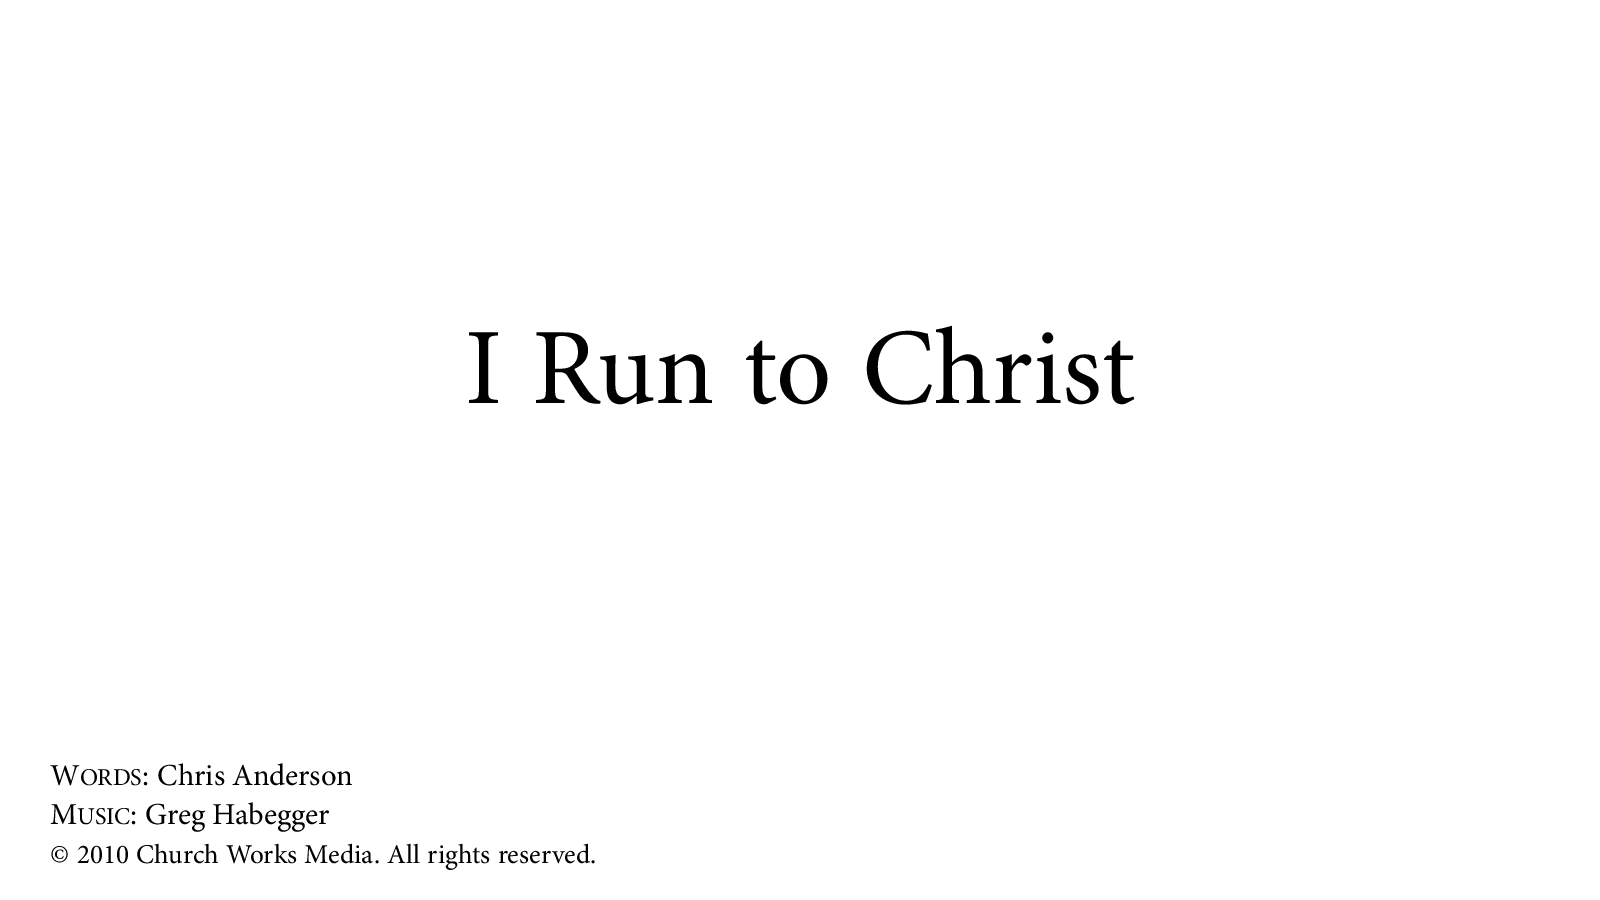 I Run to Christ
WORDS: Chris Anderson
MUSIC: Greg Habegger
© 2010 Church Works Media. All rights reserved.